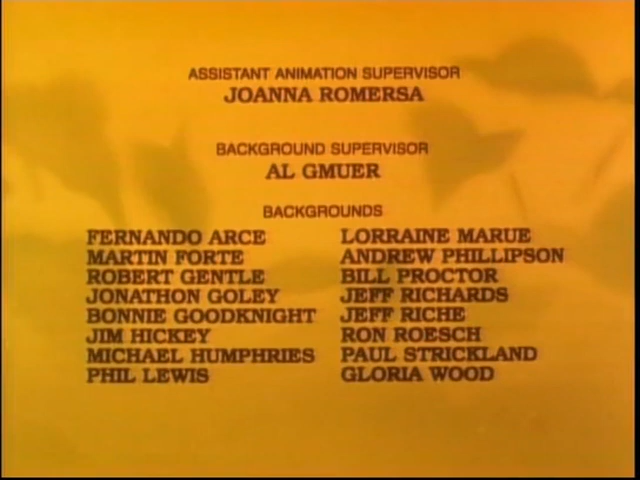 ASSISTANT ANIMATION SUPERVISOR
JOANNA ROMERSA
BACKGROUND SUPERVISOR
AL GMUER
BACKGROUNDS
FERNANDO ARCE
MARTIN FORTE
ROBERT GENTLE
JONATHON GOLEY
BONNIE GOODKNIGHT
JIM HICKEY
MICHAEL HUMPHRIES
PHIL LEWIS
LORRAINE MARUE
ANDREW PHILLIPSON
BILL PROCTOR
JEFF RICHARDS
JEFF RICHE
RON ROESCH
PAUL STRICKLAND
GLORIA WOOD